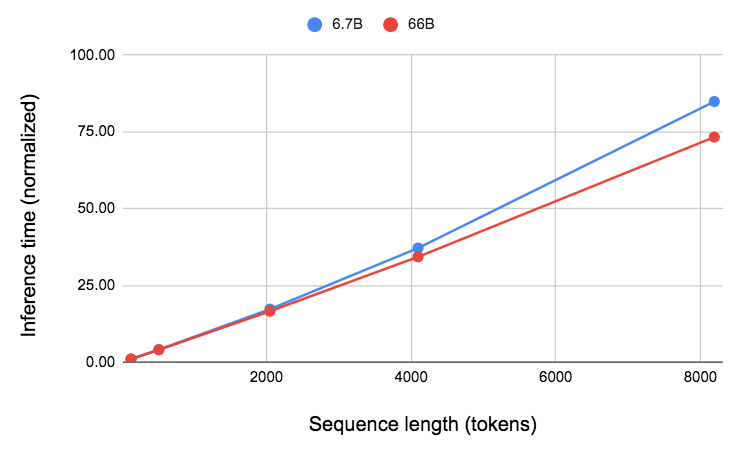 6.7B 66B
100.00
75.00
50.00
25.00
0.00
Inference time (normalized)
2000 4000 6000 8000
Sequence length (tokens)